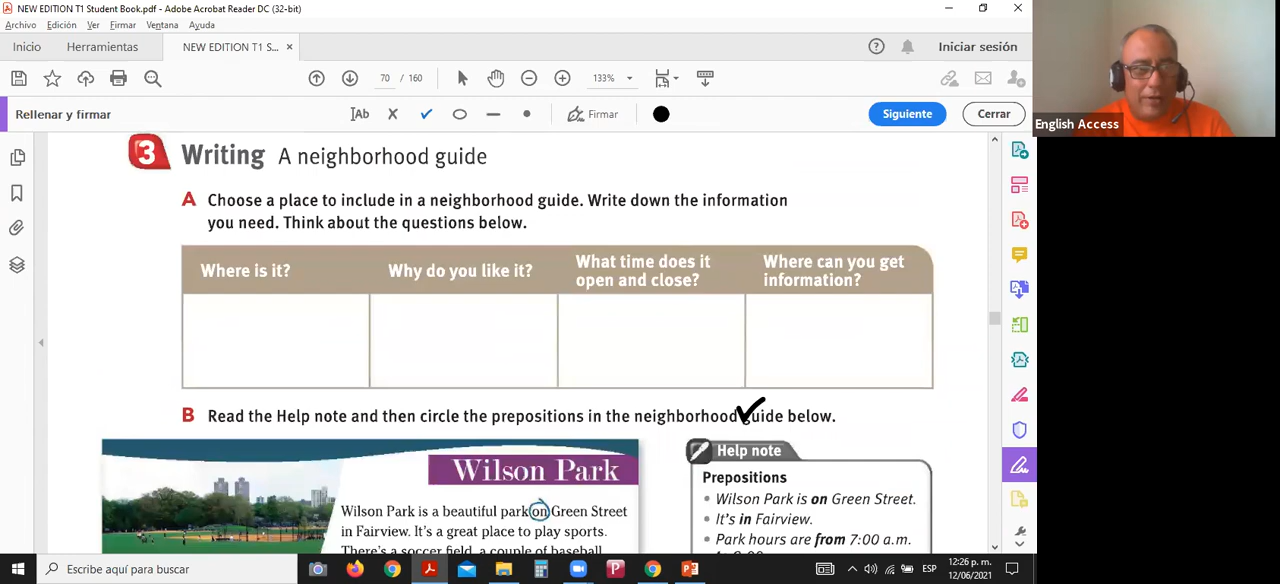 NEW EDITION T1 Student Book.pdf - Adobe Acrobat Reader DC (32-bit)
Archivo Edición Ver Firmar Ventana Ayuda
Inicio Herramientas NEW EDITION T1 S... × Iniciar sesión
70 / 160 133%
Rellenar y firmar Ab Firmar Siguiente Cerrar
English Access
3 Writing A neighborhood guide
A Choose a place to include in a neighborhood guide. Write down the information
you need. Think about the questions below.
Where is it?
Why do you like it?
What time does it
open and close?
Where can you get
information?
B Read the Help note and then circle the prepositions in the neighborhood guide below.
Wilson Park
Wilson Park is a beautiful park on Green Street
in Fairview. It's a great place to play sports.
There's a soccer field, a couple of baseball
Help note
Prepositions
• Wilson Park is on Green Street.
• It's in Fairview.
• Park hours are from 7:00 a.m.
Escribe aquí para buscar
ESP
12:26 p. m.
12/06/2021